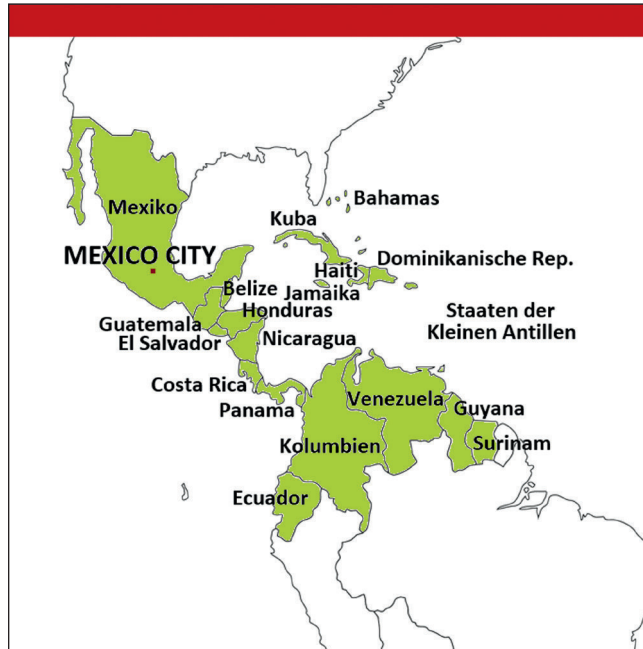 Bahamas
Mexiko
Kuba
MEXICO CITY
Dominikanische Rep.
Haiti
Belize
Jamaika
Honduras
Staaten der
Kleinen Antillen
Guatemala
El Salvador
Nicaragua
Costa Rica
Panama
Venezuela
Guyana
Kolumbien
Surinam
Ecuador